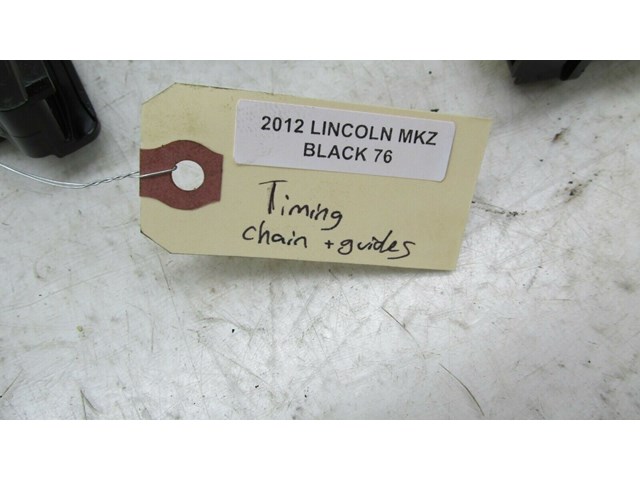 2012 LINCOLN MKZ
BLACK 76
Timing
chain + guides